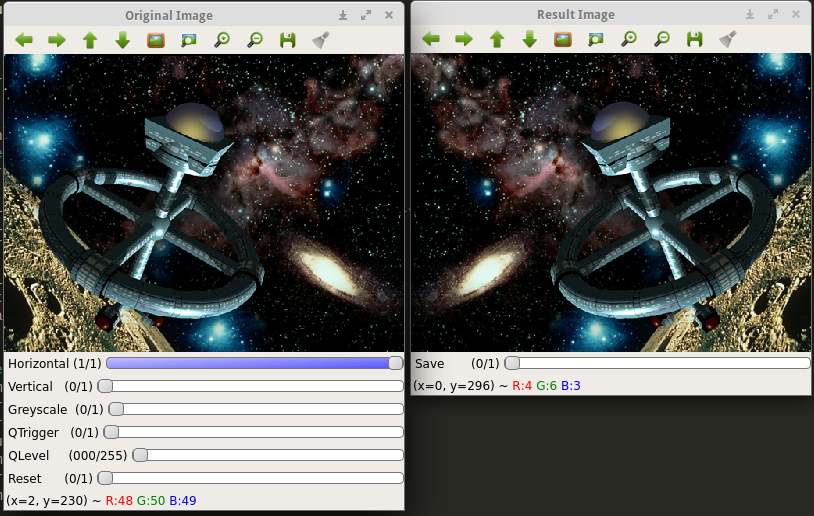 Original Image
Result Image
Horizontal (1/1)
Vertical (0/1)
Greyscale (0/1)
QTrigger (0/1)
QLevel (000/255)
Reset (0/1)
(x=2, y=230) ~ R:48 G:50 B:49
Save (0/1)
(x=0, y=296) ~ R:4 G:6 B:3